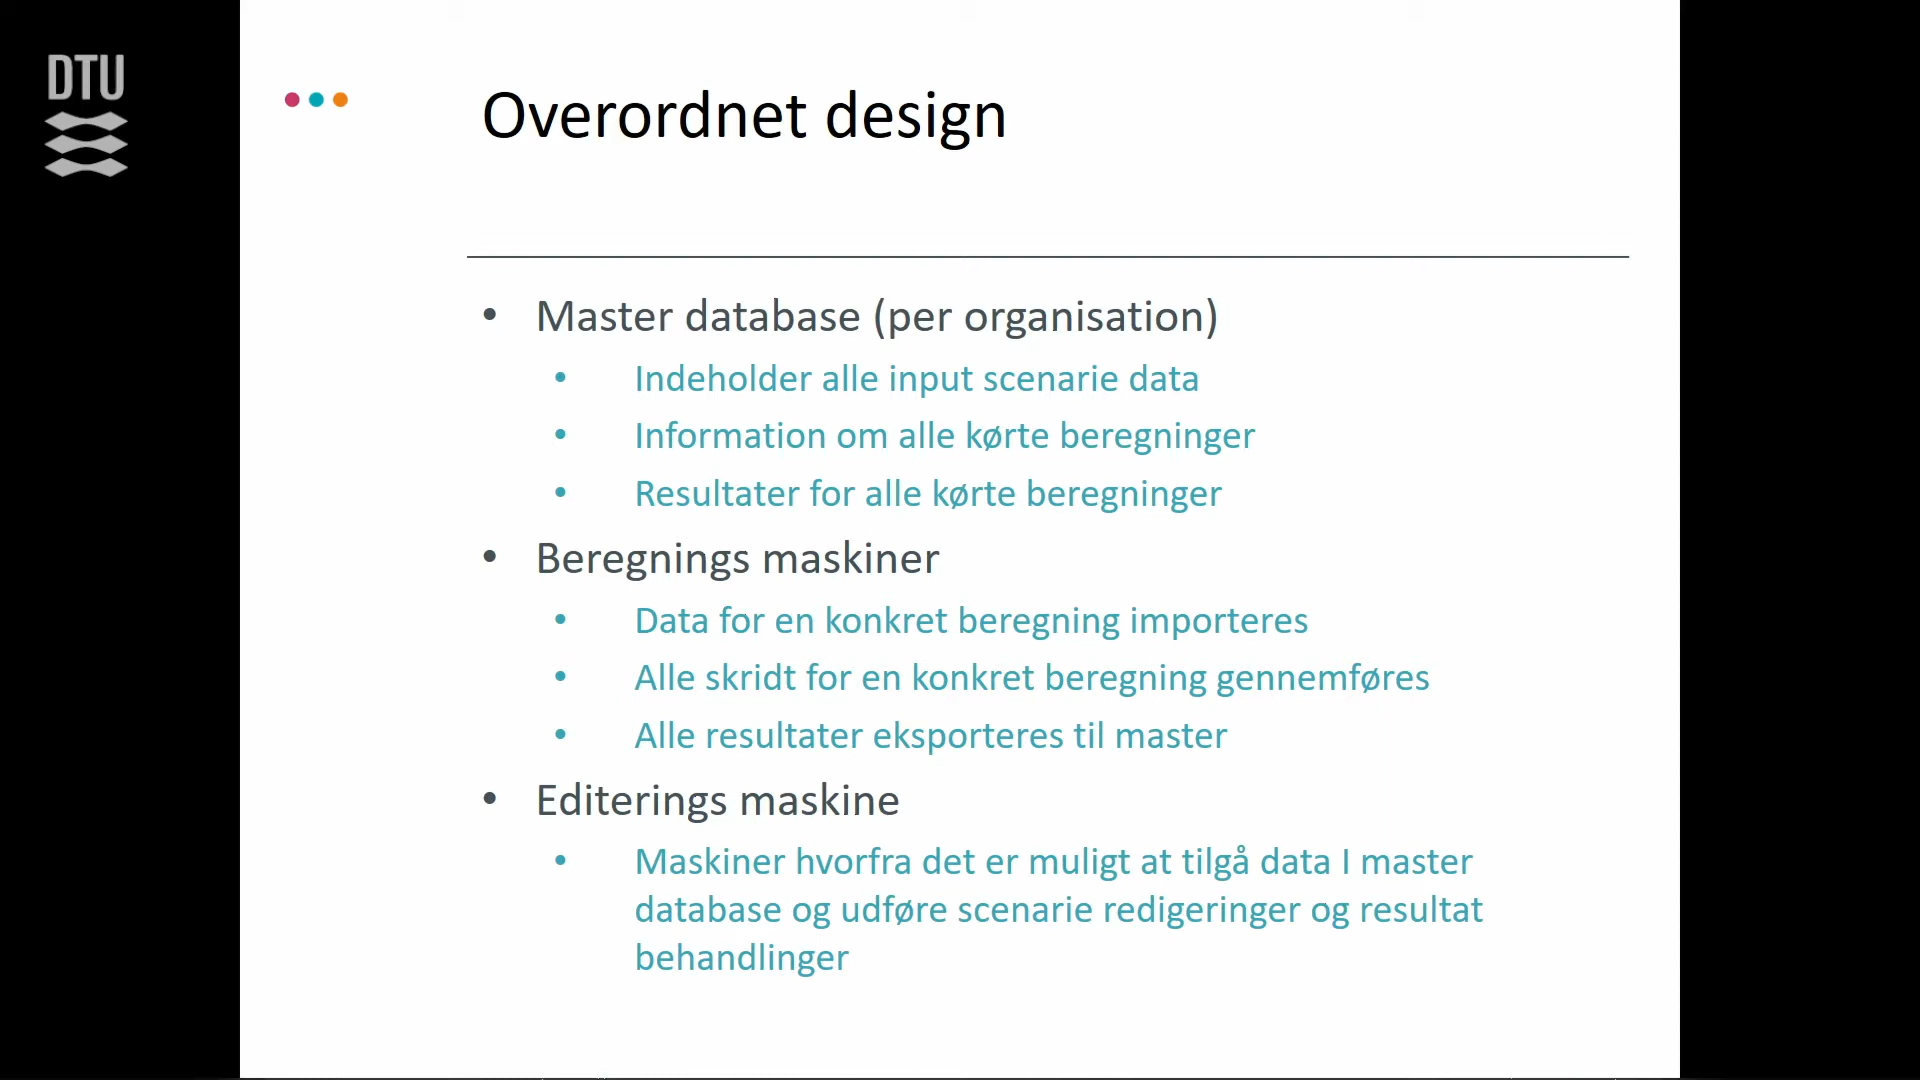 DTU
Overordnet design
• Master database (per organisation)
• Indeholder alle input scenarie data
• Information om alle kørte beregninger
• Resultater for alle kørte beregninger
• Beregnings maskiner
• Data for en konkret beregning importeres
• Alle skridt for en konkret beregning gennemføres
• Alle resultater eksporteres til master
• Editerings maskine
• Maskiner hvorfra det er muligt at tilgå data I master
database og udføre scenarie redigeringer og resultat
behandlinger